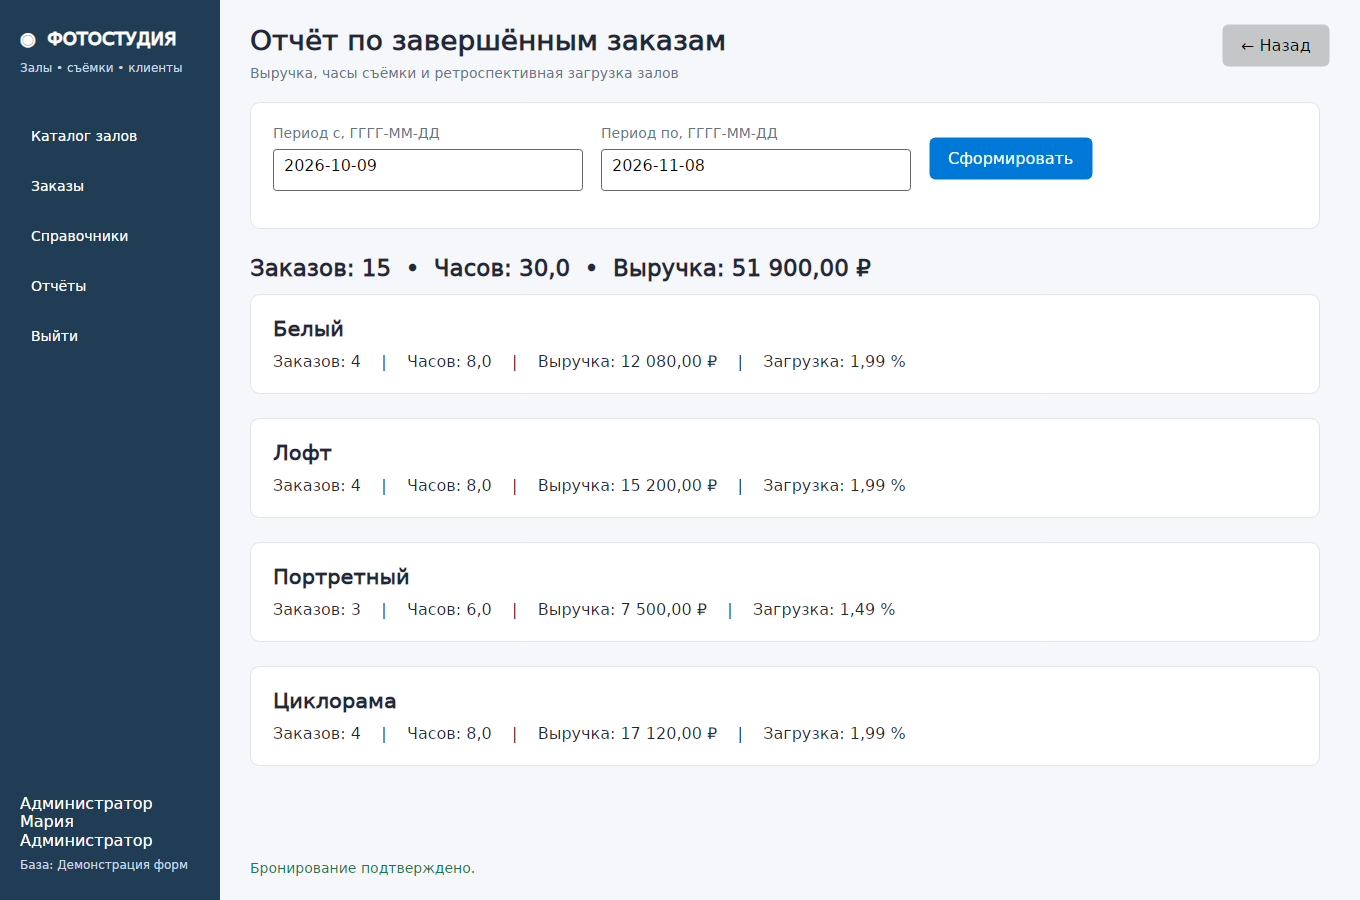 ◉ ФОТОСТУДИЯ
Залы • съёмки • клиенты
Каталог залов
Заказы
Справочники
Отчёты
Выйти
Администратор
Мария
Администратор
База: Демонстрация форм
Отчёт по завершённым заказам
Выручка, часы съёмки и ретроспективная загрузка залов
← Назад
Период с, ГГГГ-ММ-ДД
Период по, ГГГГ-ММ-ДД
2026-10-09
2026-11-08
Сформировать
Заказов: 15 • Часов: 30,0 • Выручка: 51 900,00 ₽
Белый
Заказов: 4 | Часов: 8,0 | Выручка: 12 080,00 ₽ | Загрузка: 1,99 %
Лофт
Заказов: 4 | Часов: 8,0 | Выручка: 15 200,00 ₽ | Загрузка: 1,99 %
Портретный
Заказов: 3 | Часов: 6,0 | Выручка: 7 500,00 ₽ | Загрузка: 1,49 %
Циклорама
Заказов: 4 | Часов: 8,0 | Выручка: 17 120,00 ₽ | Загрузка: 1,99 %
Бронирование подтверждено.